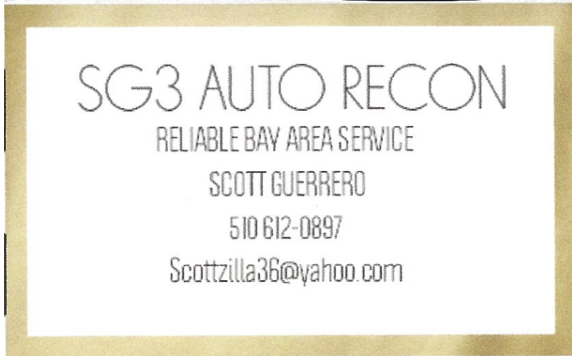 SG3 AUTO RECON
RELIABLE BAY AREA SERVICE
SCOTT GUERRERO
510 612-0897
Scottzilla36@yahoo.com